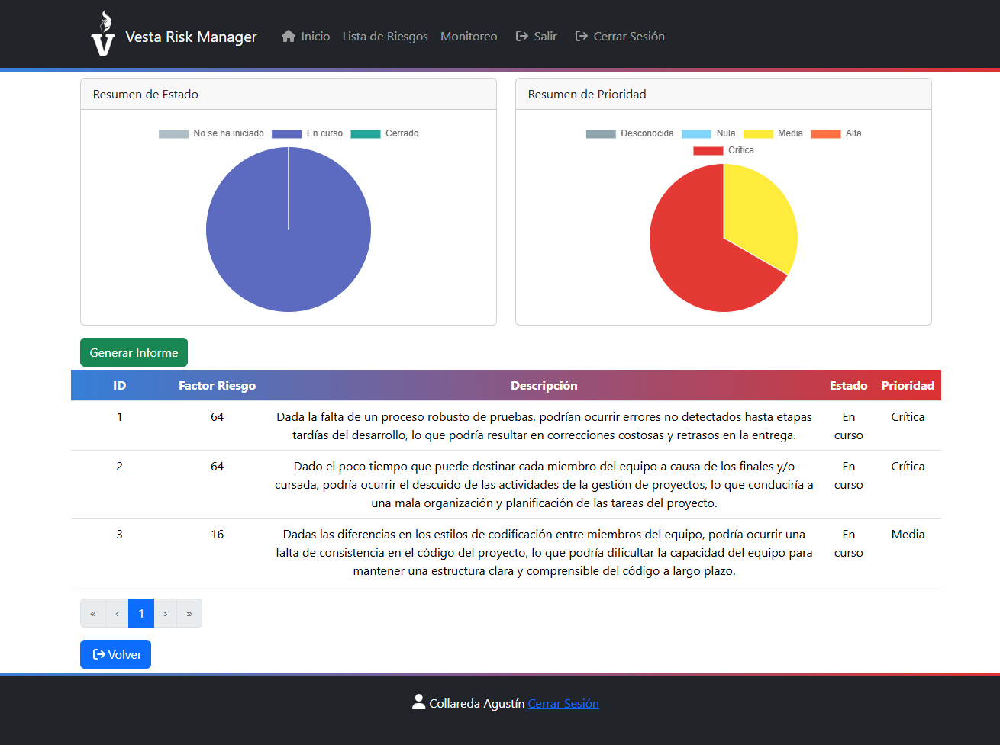 V Vesta Risk Manager Inicio Lista de Riesgos Monitoreo Salir Cerrar Sesión
Resumen de Estado
No se ha iniciado En curso Cerrado
Resumen de Prioridad
Desconocida Nula Media Alta
Critica
Generar Informe
ID Factor Riesgo Descripción Estado Prioridad
1 64 Dada la falta de un proceso robusto de pruebas, podrían ocurrir errores no detectados hasta etapas En Crítica
tardías del desarrollo, lo que podría resultar en correcciones costosas y retrasos en la entrega. curso
2 64 Dado el poco tiempo que puede destinar cada miembro del equipo a causa de los finales y/o En Crítica
cursada, podría ocurrir el descuido de las actividades de la gestión de proyectos, lo que conduciría a curso
una mala organización y planificación de las tareas del proyecto.
3 16 Dadas las diferencias en los estilos de codificación entre miembros del equipo, podría ocurrir una En Media
falta de consistencia en el código del proyecto, lo que podría dificultar la capacidad del equipo para curso
mantener una estructura clara y comprensible del código a largo plazo.
« ‹ 1 › »
Volver
Collareda Agustín Cerrar Sesión